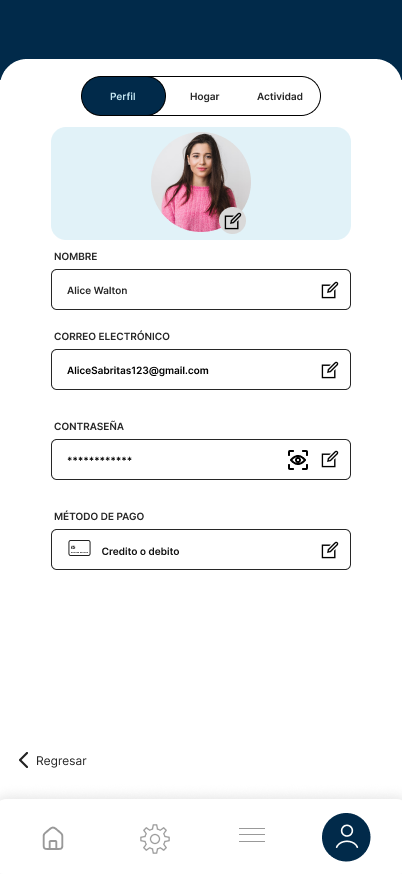 Perfil Hogar Actividad
NOMBRE
Alice Walton
CORREO ELECTRÓNICO
AliceSabritas123@gmail.com
CONTRASEÑA
************
MÉTODO DE PAGO
Credito o debito
Regresar